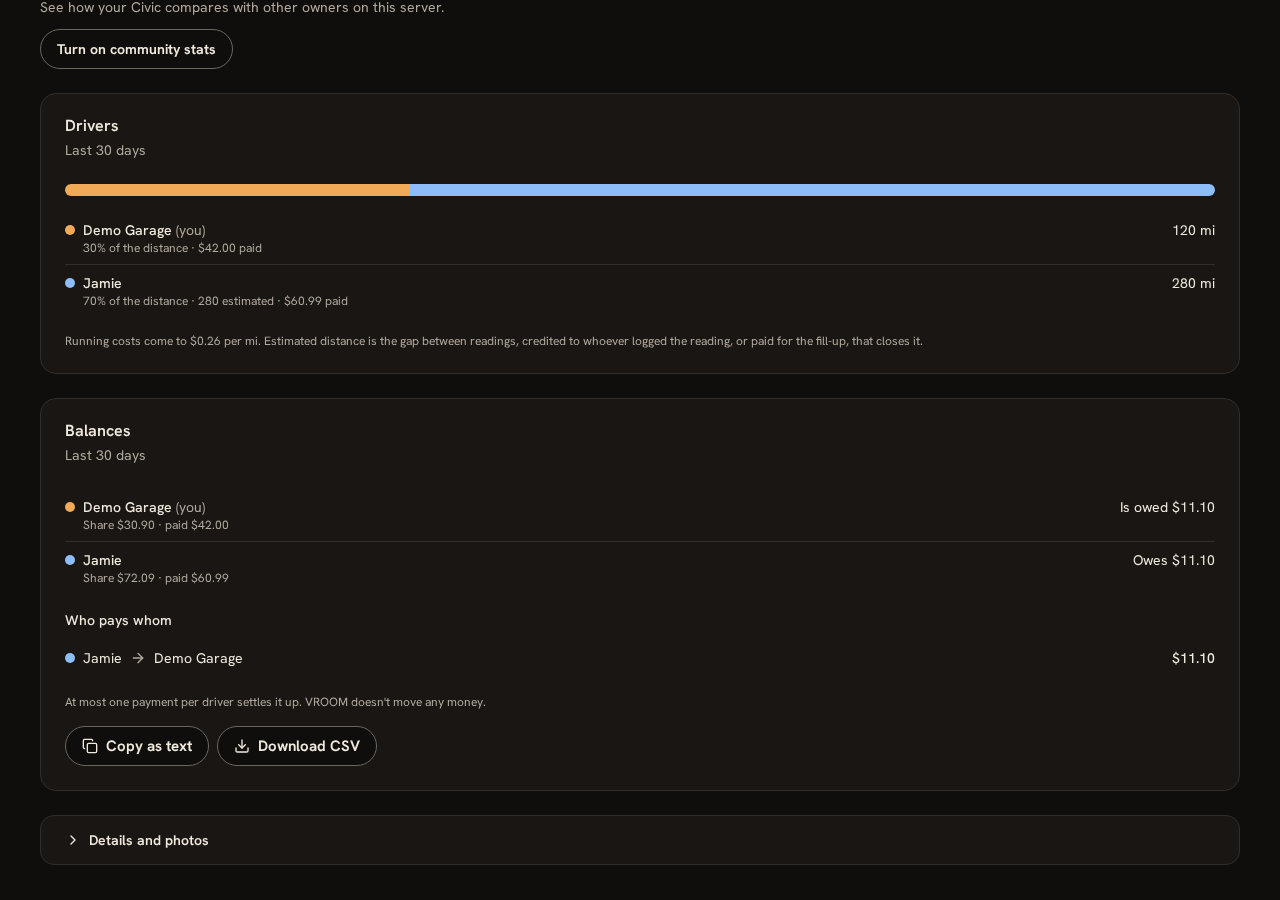 See how your Civic compares with other owners on this server.
Turn on community stats
Drivers
Last 30 days
Demo Garage (you)
120 mi
30% of the distance · $42.00 paid
Jamie
280 mi
70% of the distance · 280 estimated · $60.99 paid
Running costs come to $0.26 per mi. Estimated distance is the gap between readings, credited to whoever logged the reading, or paid for the fill-up, that closes it.
Balances
Last 30 days
Demo Garage (you)
Is owed $11.10
Share $30.90 · paid $42.00
Jamie
Owes $11.10
Share $72.09 · paid $60.99
Who pays whom
Jamie → Demo Garage
$11.10
At most one payment per driver settles it up. VROOM doesn't move any money.
Copy as text
Download CSV
Details and photos